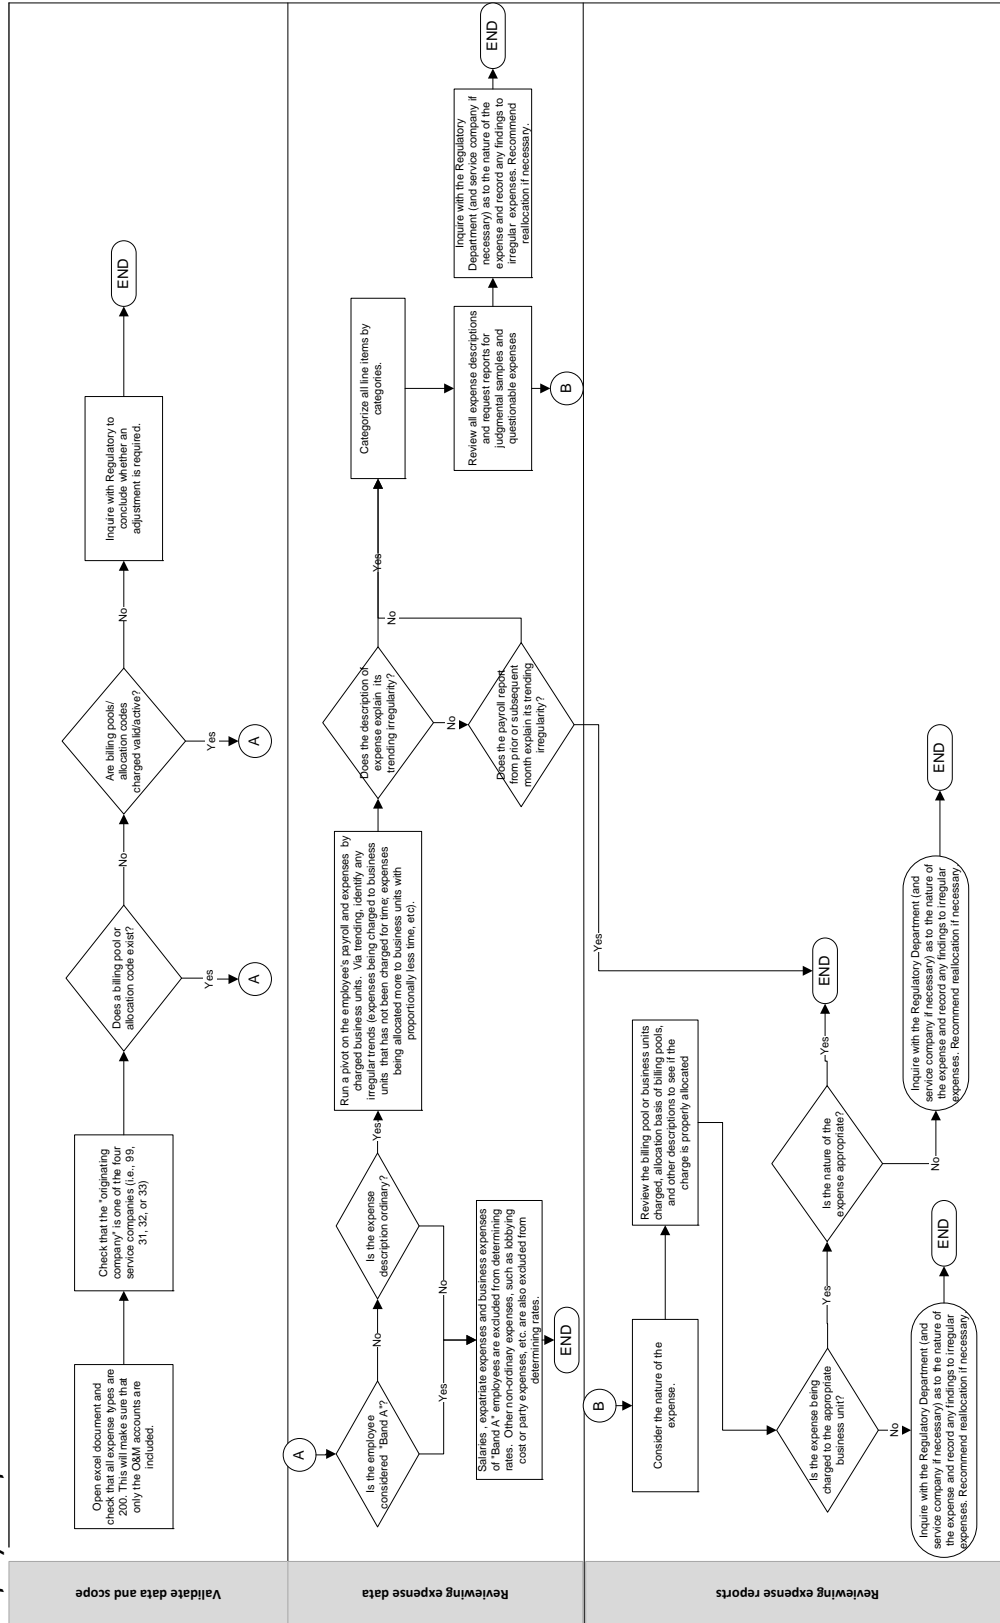 Validate data and scope
Open excel document and
check that all expense types are
200. This will make sure that
only the O&M accounts are
included.
Check that the "originating
company" is one of the four
service companies (i.e., 99,
31, 32, or 33)
Does a billing pool or
allocation code exist?
Yes
A
No
Are billing pools/
allocation codes
charged valid/active?
Yes
A
No
Inquire with Regulatory to
conclude whether an
adjustment is required.
END
Reviewing expense data
A
Is the employee
considered "Band A"?
No
Yes
Is the expense
description ordinary?
Yes
No
Salaries , expatriate expenses and business expenses
of "Band A" employees are excluded from determining
rates. Other non-ordinary expenses, such as lobbying
cost or party expenses, etc. are also excluded from
determining rates.
END
Run a pivot on the employee's payroll and expenses by
charged business units. Via trending, identify any
irregular trends (expenses being charged to business
units that has not been charged for time; expenses
being allocated more to business units with
proportionally less time, etc).
Does the description of
expense explain its
trending irregularity?
Yes
No
Does the payroll report
from prior or subsequent
month explain its trending
irregularity?
No
Yes
Categorize all line items by
categories.
Review all expense descriptions
and request reports for
judgmental samples and
questionable expenses
B
Inquire with the Regulatory
Department (and service company if
necessary) as to the nature of the
expense and record any findings to
irregular expenses. Recommend
reallocation if necessary.
END
Reviewing expense reports
B
Consider the nature of the
expense.
Review the billing pool or business units
charged, allocation basis of billing pools,
and other descriptions to see if the
charge is properly allocated
Is the expense being
charged to the appropriate
business unit?
Yes
No
Inquire with the Regulatory Department (and
service company if necessary) as to the nature of
the expense and record any findings to irregular
expenses. Recommend reallocation if necessary.
END
Is the nature of the
expense appropriate?
Yes
END
No
Inquire with the Regulatory Department (and
service company if necessary) as to the nature of
the expense and record any findings to irregular
expenses. Recommend reallocation if necessary.
END